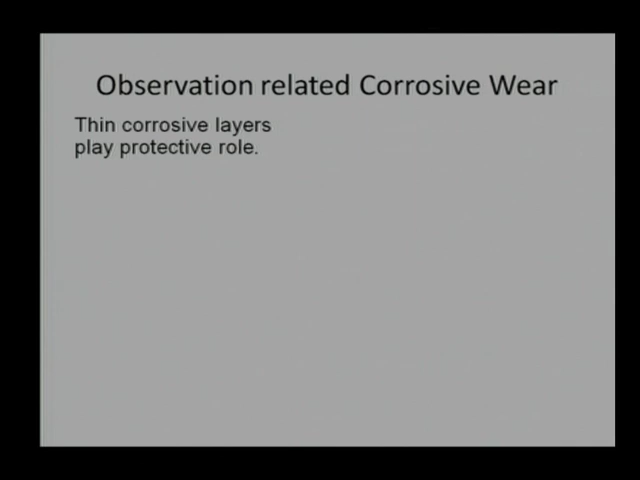 Observation related Corrosive Wear
Thin corrosive layers
play protective role.